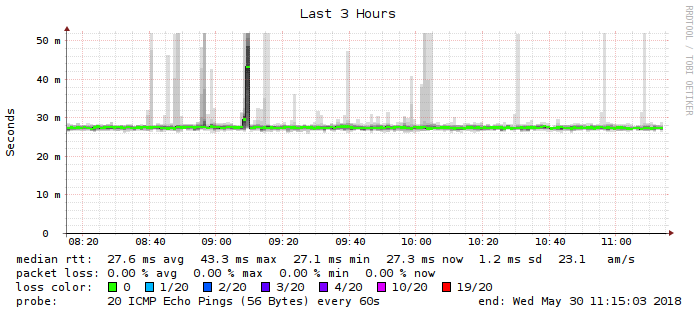 Last 3 Hours
RRDTOOL / TOBI OETIKER
Seconds
50 m
40 m
30 m
20 m
10 m
0
08:20 08:40 09:00 09:20 09:40 10:00 10:20 10:40 11:00
median rtt: 27.6 ms avg 43.3 ms max 27.1 ms min 27.3 ms now 1.2 ms sd 23.1 am/s
packet loss: 0.00 % avg 0.00 % max 0.00 % min 0.00 % now
loss color: 0 1/20 2/20 3/20 4/20 10/20 19/20
probe: 20 ICMP Echo Pings (56 Bytes) every 60s end: Wed May 30 11:15:03 2018